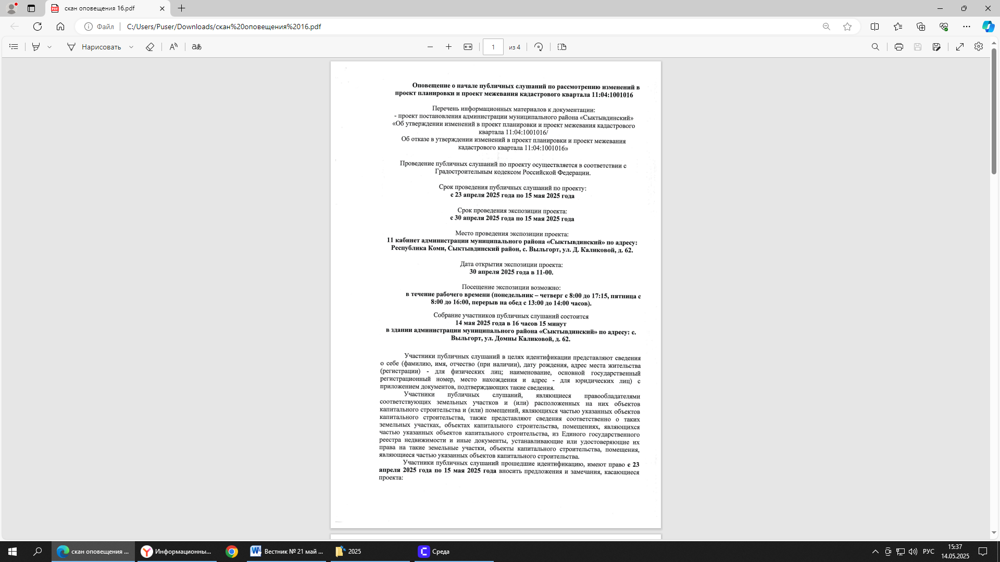 скан оповещения 16.pdf
Файл
C:/Users/Puser/Downloads/скан%20оповещения%2016.pdf
Нарисовать
1
из 4
Оповещение о начале публичных слушаний по рассмотрению изменений в
проект планировки и проект межевания кадастрового квартала 11:04:1001016
Перечень информационных материалов к документации:
- проект постановления администрации муниципального района «Сыктывдинский»
«Об утверждении изменений в проект планировки и проект межевания кадастрового
квартала 11:04:1001016/
Об отказе в утверждении изменений в проект планировки и проект межевания
кадастрового квартала 11:04:1001016»
Проведение публичных слушаний по проекту осуществляется в соответствии с
Градостроительным кодексом Российской Федерации.
Срок проведения публичных слушаний по проекту:
с 23 апреля 2025 года по 15 мая 2025 года
Срок проведения экспозиции проекта:
с 30 апреля 2025 года по 15 мая 2025 года
Место проведения экспозиции проекта:
11 кабинет администрации муниципального района «Сыктывдинский» по адресу:
Республика Коми, Сыктывдинский район, с. Выльгорт, ул. Д. Каликовой, д. 62.
Дата открытия экспозиции проекта:
30 апреля 2025 года в 11-00.
Посещение экспозиции возможно:
в течение рабочего времени (понедельник – четверг с 8:00 до 17:15, пятница с
8:00 до 16:00, перерыв на обед с 13:00 до 14:00 часов).
Собрание участников публичных слушаний состоится
14 мая 2025 года в 16 часов 15 минут
в здании администрации муниципального района «Сыктывдинский» по адресу: с.
Выльгорт, ул. Домны Каликовой, д. 62.
Участники публичных слушаний в целях идентификации представляют сведения
о себе (фамилию, имя, отчество (при наличии), дату рождения, адрес места жительства
(регистрации) - для физических лиц; наименование, основной государственный
регистрационный номер, место нахождения и адрес - для юридических лиц) с
приложением документов, подтверждающих такие сведения.
Участники публичных слушаний, являющиеся правообладателями
соответствующих земельных участков и (или) расположенных на них объектов
капитального строительства и (или) помещений, являющихся частью указанных объектов
капитального строительства, также представляют сведения соответственно о таких
земельных участках, объектах капитального строительства, помещениях, являющихся
частью указанных объектов капитального строительства, из Единого государственного
реестра недвижимости и иные документы, устанавливающие или удостоверяющие их
права на такие земельные участки, объекты капитального строительства, помещения,
являющиеся частью указанных объектов капитального строительства.
Участники публичных слушаний прошедшие идентификацию, имеют право с 23
апреля 2025 года по 15 мая 2025 года вносить предложения и замечания, касающиеся
проекта:
скан оповещения ...
Информационны...
Вестник № 21 май ...
2025
Среда
РУС
15:37
14.05.2025